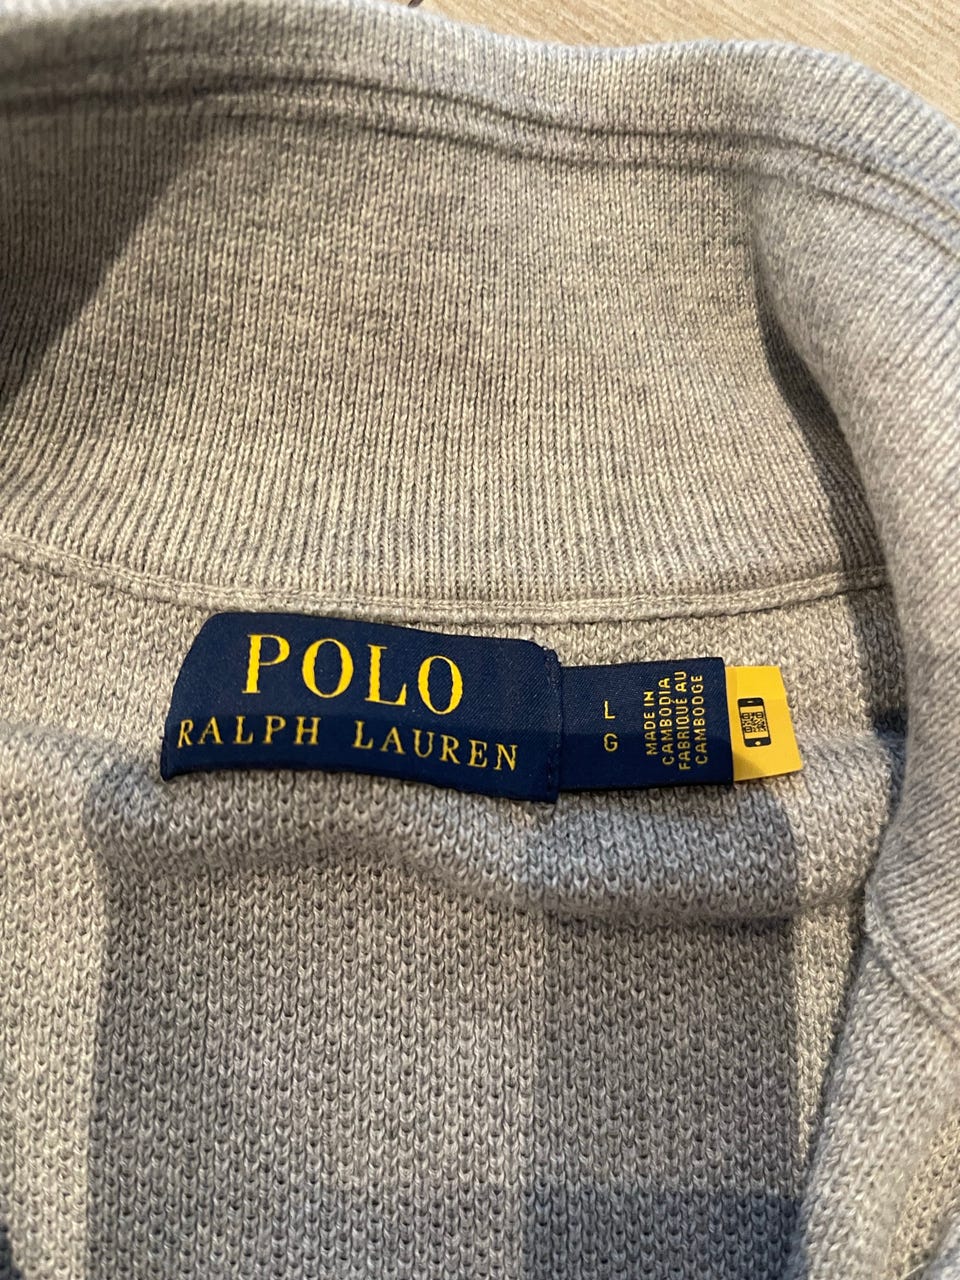 POLO
RALPH LAUREN
L
G
MADE IN
CAMBODIA
FABRIQUÉ AU
CAMBODGE